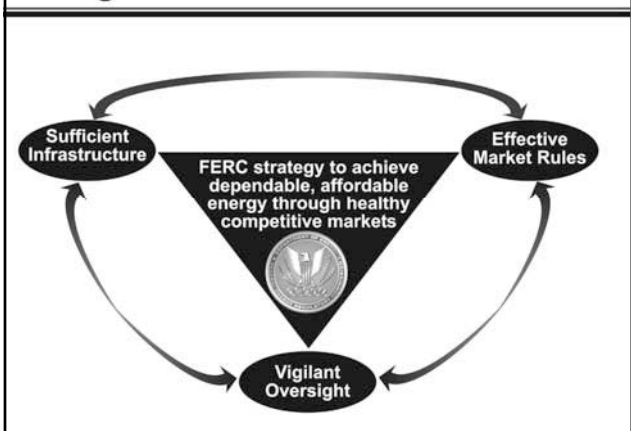 Sufficient
Infrastructure
Effective
Market Rules
FERC strategy to achieve
dependable, affordable
energy through healthy
competitive markets
Vigilant
Oversight